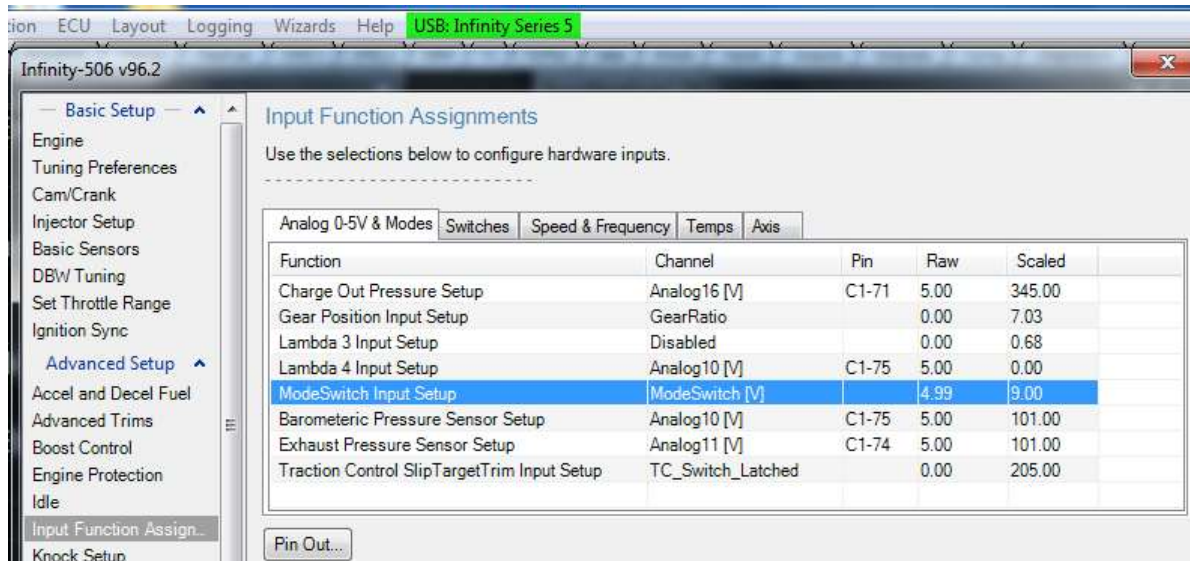 ion ECU Layout Logging Wizards Help USB: Infinity Series 5
Infinity-506 v96.2 X
Basic Setup
Engine
Tuning Preferences
Cam/Crank
Injector Setup
Basic Sensors
DBW Tuning
Set Throttle Range
Ignition Sync
Advanced Setup
Accel and Decel Fuel
Advanced Trims
Boost Control
Engine Protection
Idle
Input Function Assign...
Knock Setup
Input Function Assignments
Use the selections below to configure hardware inputs.
Analog 0-5V & Modes Switches Speed & Frequency Temps Axis
Function Channel Pin Raw Scaled
Charge Out Pressure Setup Analog16 [V] C1-71 5.00 345.00
Gear Position Input Setup GearRatio 0.00 7.03
Lambda 3 Input Setup Disabled 0.00 0.68
Lambda 4 Input Setup Analog10 [V] C1-75 5.00 0.00
ModeSwitch Input Setup ModeSwitch [V] 4.99 9.00
Barometeric Pressure Sensor Setup Analog10 [V] C1-75 5.00 101.00
Exhaust Pressure Sensor Setup Analog11 [V] C1-74 5.00 101.00
Traction Control SlipTargetTrim Input Setup TC_Switch_Latched 0.00 205.00
Pin Out...